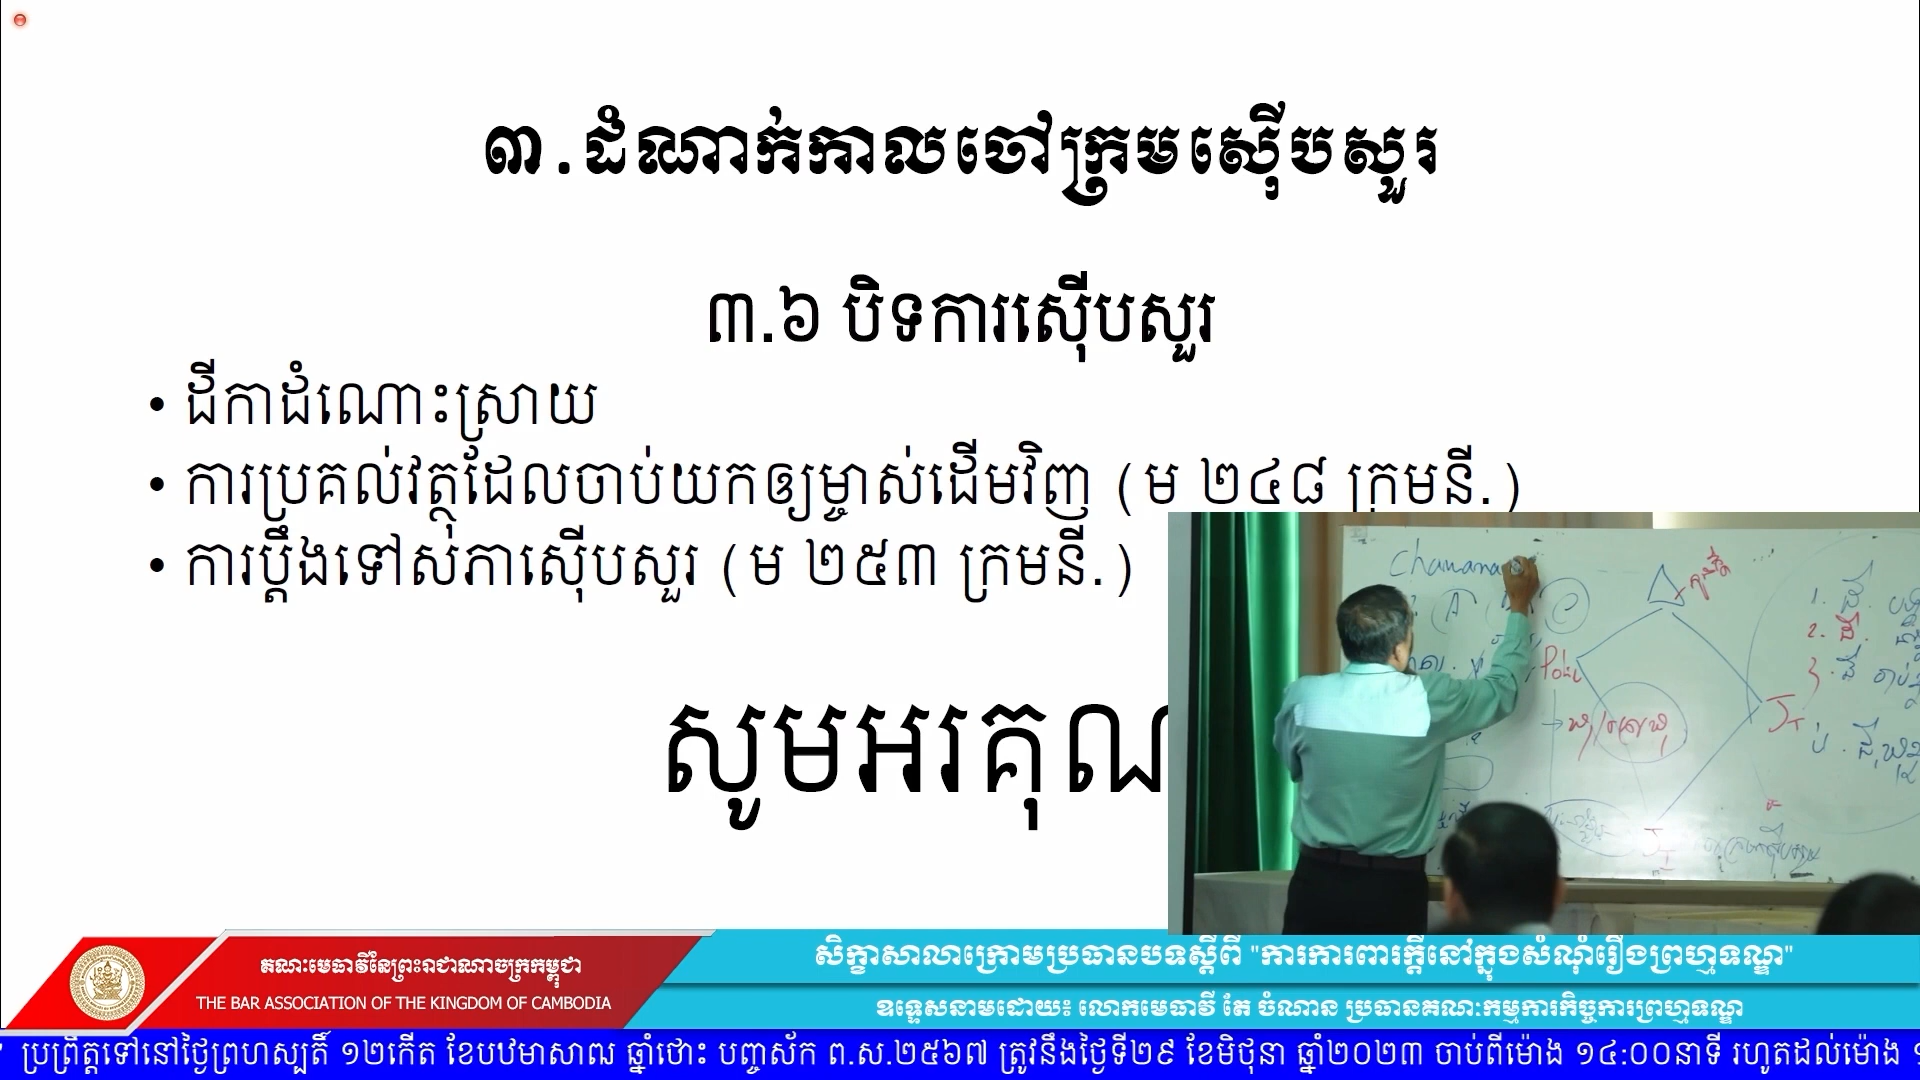 ៣.ដំណាក់កាលចៅក្រមស៊ើបសួរ
៣.៦ បិទការស៊ើបសួរ
• ដីកាដំណោះស្រាយ
• ការប្រគល់វត្ថុដែលចាប់យកឲ្យម្ចាស់ដើមវិញ (ម ២៤៨ ក្រមនី.)
• ការប្តឹងទៅសភាស៊ើបសួរ (ម ២៥៣ ក្រមនី.)
សូមអរគុណ
គណៈមេធាវីនៃព្រះរាជាណាចក្រកម្ពុជា
THE BAR ASSOCIATION OF THE KINGDOM OF CAMBODIA
សិក្ខាសាលាក្រោមប្រធានបទស្តីពី "ការការពារក្តីនៅក្នុងសំណុំរឿងព្រហ្មទណ្ឌ"
ឧទ្ទេសនាមដោយ៖ លោកមេធាវី តែ ចំណាន ប្រធានគណៈកម្មការកិច្ចការព្រហ្មទណ្ឌ
ប្រព្រឹត្តទៅនៅថ្ងៃព្រហស្បតិ៍ ១២កើត ខែបឋមាសាឍ ឆ្នាំថោះ បញ្ចស័ក ព.ស.២៥៦៧ ត្រូវនឹងថ្ងៃទី២៩ ខែមិថុនា ឆ្នាំ២០២៣ ចាប់ពីម៉ោង ១៤:០០នាទី រហូតដល់ម៉ោង